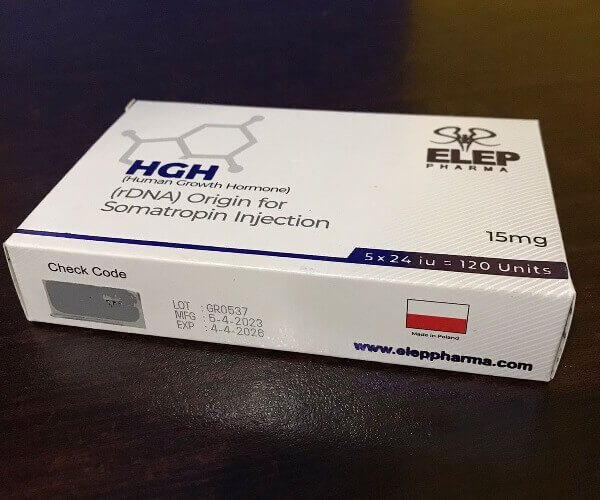 HGH
(Human Growth Hormone)
(rDNA) Origin for
Somatropin Injection
ELEP
PHARMA
15mg
5 x 24 iu = 120 Units
Check Code
LOT : GR0537
MFG : 5-4-2023
EXP : 4-4-2026
Made in Poland
www.eleppharma.com